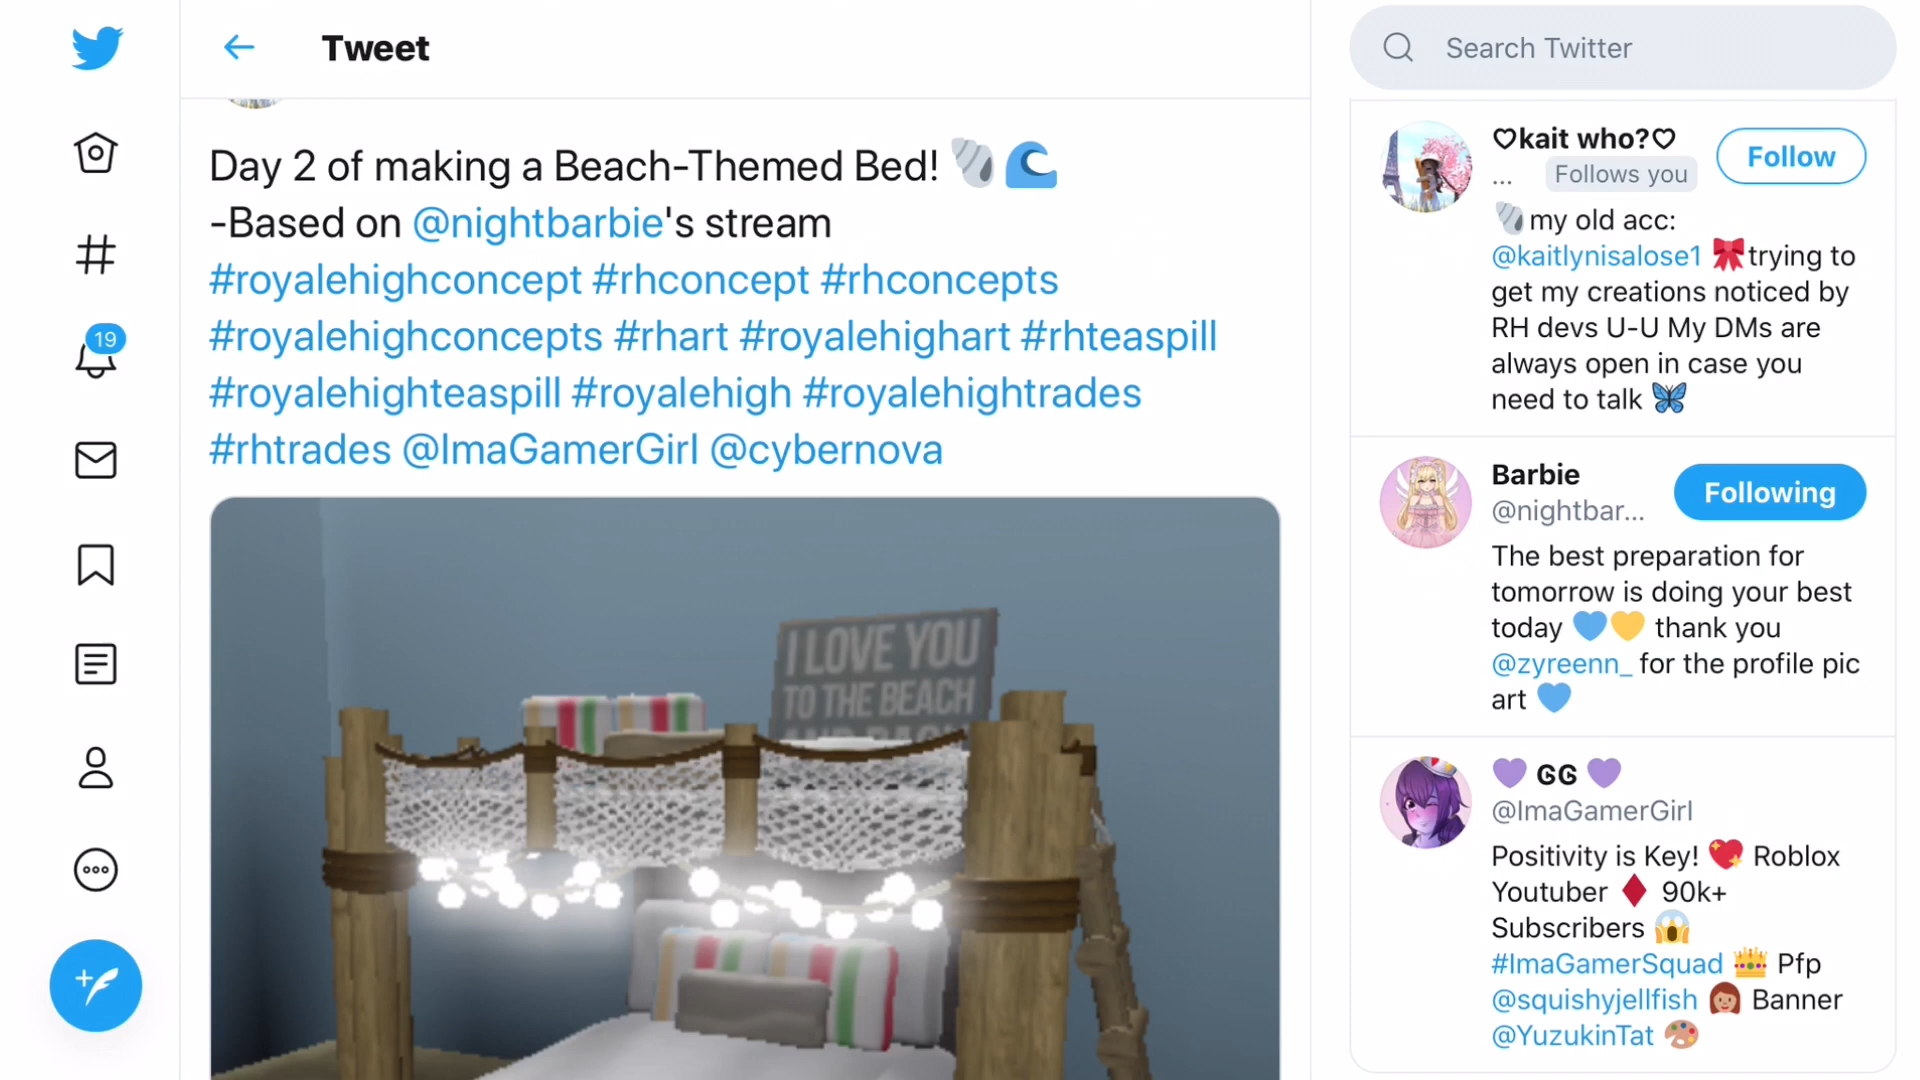 Tweet
Day 2 of making a Beach-Themed Bed! 🐚🌊
-Based on @nightbarbie's stream
#royalehighconcept #rhconcept #rhconcepts
#royalehighconcepts #rhart #royalehighart #rhteaspill
#royalehighteaspill #royalehigh #royalehightrades
#rhtrades @ImaGamerGirl @cybernova
I LOVE YOU
TO THE BEACH
AND BACK
19
Search Twitter
♡kait who?♡
... Follows you
Follow
🐚my old acc:
@kaitlynisalose1 🎀trying to
get my creations noticed by
RH devs U-U My DMs are
always open in case you
need to talk 🦋
Barbie
@nightbar...
Following
The best preparation for
tomorrow is doing your best
today 💙💛 thank you
@zyreenn_ for the profile pic
art 💙
💜 GG 💜
@ImaGamerGirl
Positivity is Key! 💖 Roblox
Youtuber ♦️ 90k+
Subscribers 😱
#ImaGamerSquad 👑 Pfp
@squishyjellfish 👩🏽 Banner
@YuzukinTat 🎨